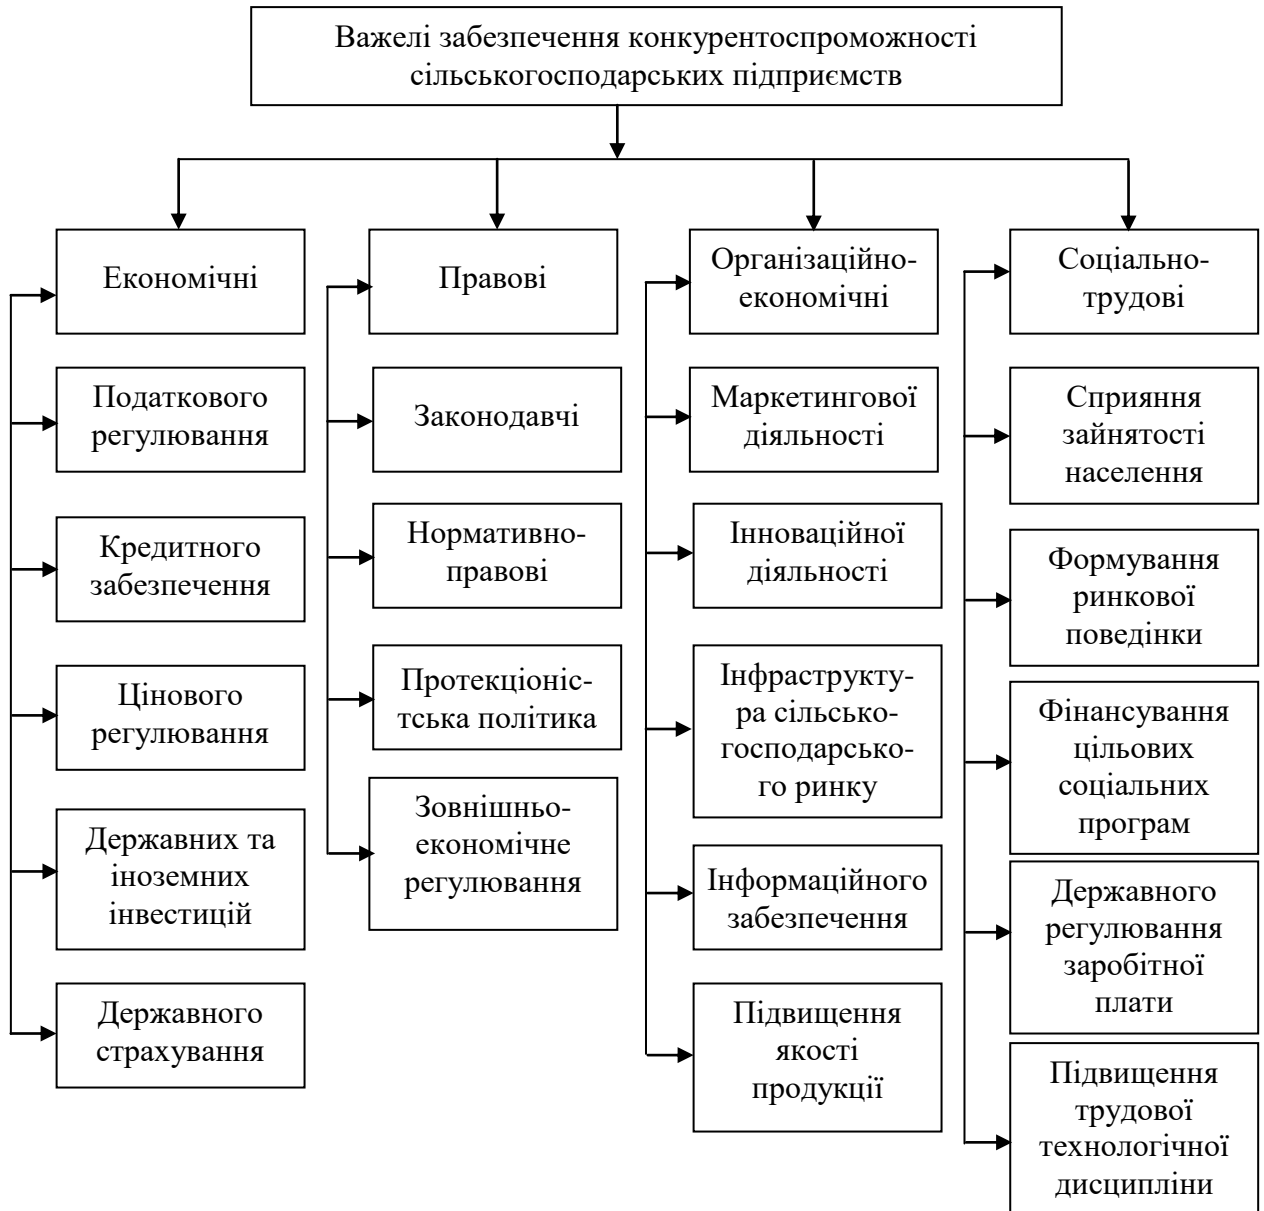 Важелі забезпечення конкурентоспроможності
сільськогосподарських підприємств
Економічні
Податкового
регулювання
Кредитного
забезпечення
Цінового
регулювання
Державних та
іноземних
інвестицій
Державного
страхування
Правові
Законодавчі
Нормативно-
правові
Протекціоніс-
тська політика
Зовнішньо-
економічне
регулювання
Організаційно-
економічні
Маркетингової
діяльності
Інноваційної
діяльності
Інфраструкту-
ра сільсько-
господарсько-
го ринку
Інформаційного
забезпечення
Підвищення
якості
продукції
Соціально-
трудові
Сприяння
зайнятості
населення
Формування
ринкової
поведінки
Фінансування
цільових
соціальних
програм
Державного
регулювання
заробітної
плати
Підвищення
трудової
технологічної
дисципліни